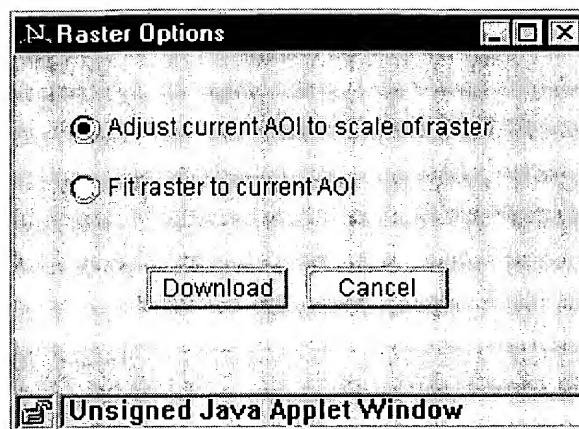 N Raster Options
Adjust current AOI to scale of raster
Fit raster to current AOI
Download Cancel
Unsigned Java Applet Window